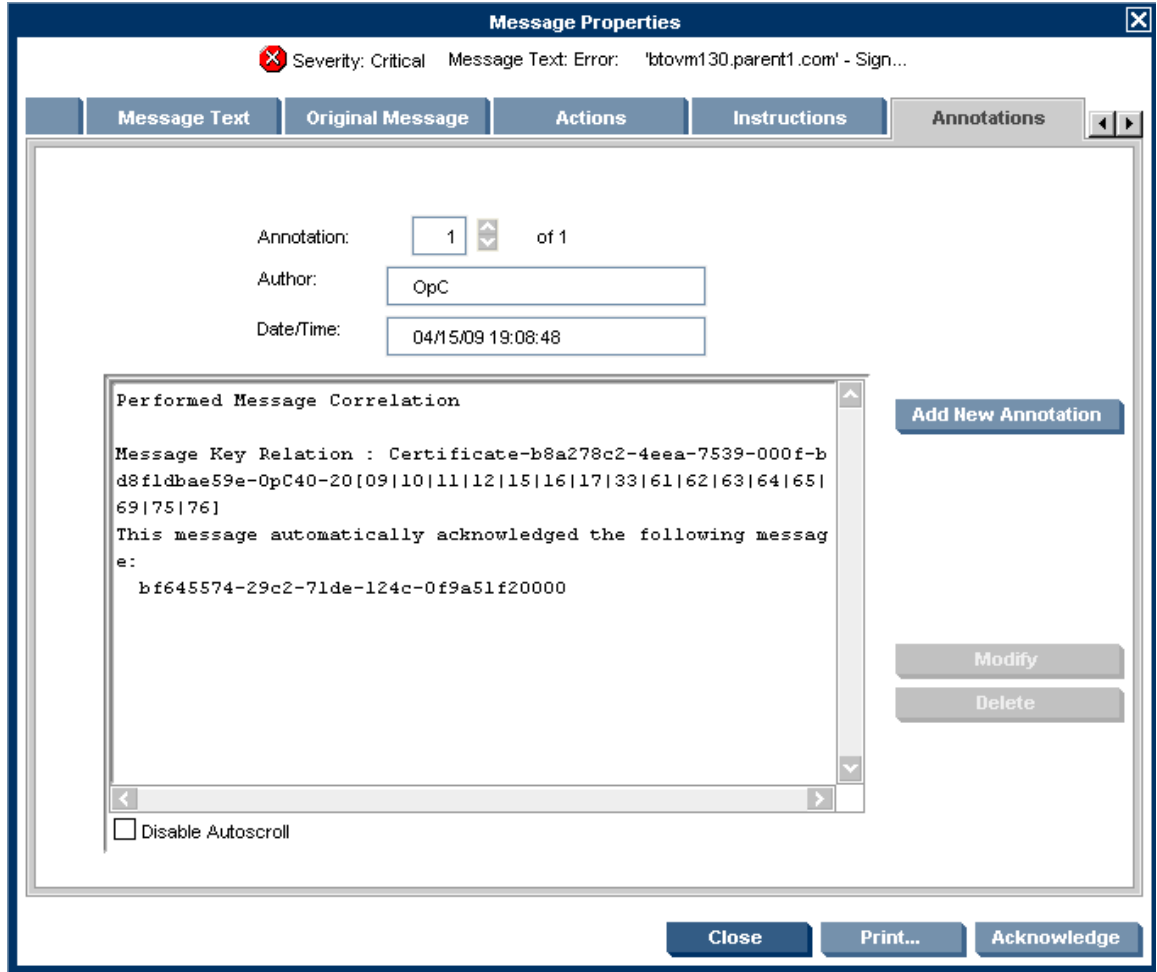 Message Properties
Severity: Critical Message Text: Error: 'btovm130.parent1.com' - Sign...
Message Text Original Message Actions Instructions Annotations
Annotation: 1 of 1
Author: OpC
Date/Time: 04/15/09 19:08:48
Performed Message Correlation
Message Key Relation : Certificate-b8a278c2-4eea-7539-000f-b
d8f1dbae59e-OpC40-20[09|10|11|12|15|16|17|33|61|62|63|64|65|
69|75|76]
This message automatically acknowledged the following messag
e:
bf645574-29c2-71de-124c-0f9a51f20000
Add New Annotation
Modify
Delete
Disable Autoscroll
Close Print... Acknowledge